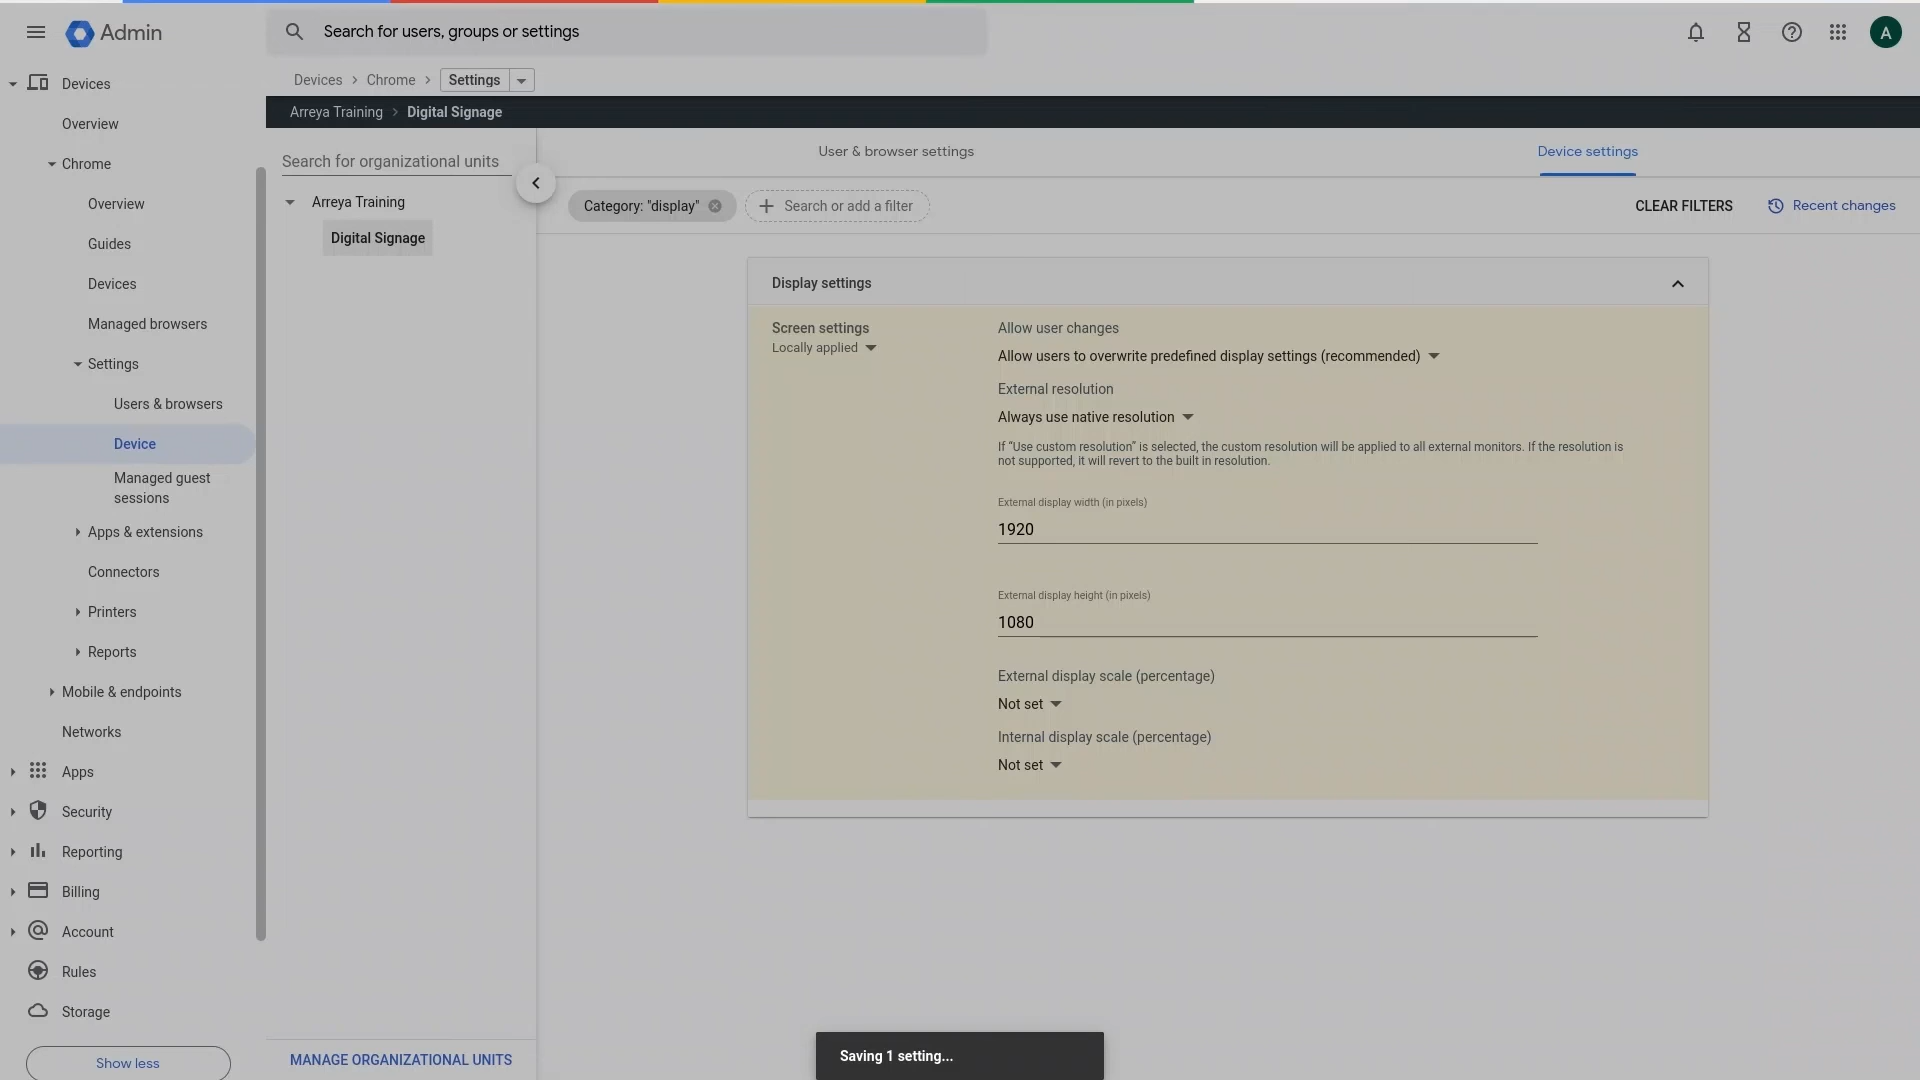 Admin
Search for users, groups or settings
A
Devices
Overview
Chrome
Overview
Guides
Devices
Managed browsers
Settings
Users & browsers
Device
Managed guest
sessions
Apps & extensions
Connectors
Printers
Reports
Mobile & endpoints
Networks
Apps
Security
Reporting
Billing
Account
Rules
Storage
Show less
Devices > Chrome > Settings
Arreya Training > Digital Signage
Search for organizational units
Arreya Training
Digital Signage
MANAGE ORGANIZATIONAL UNITS
User & browser settings
Device settings
Category: "display"
Search or add a filter
CLEAR FILTERS
Recent changes
Display settings
Screen settings
Locally applied
Allow user changes
Allow users to overwrite predefined display settings (recommended)
External resolution
Always use native resolution
If “Use custom resolution” is selected, the custom resolution will be applied to all external monitors. If the resolution is
not supported, it will revert to the built in resolution.
External display width (in pixels)
1920
External display height (in pixels)
1080
External display scale (percentage)
Not set
Internal display scale (percentage)
Not set
Saving 1 setting...